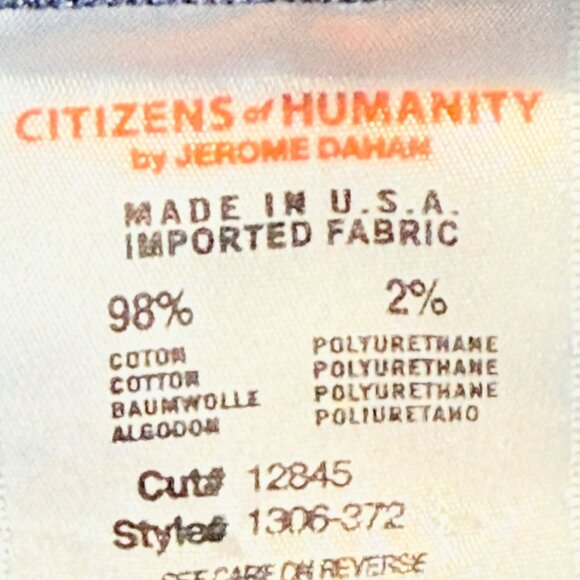 CITIZENS of HUMANITY
by JEROME DAHAN
MADE IN U.S.A.
IMPORTED FABRIC
98% 2%
COTON POLYURETHANE
COTTON POLYURETHANE
BAUMWOLLE POLYURETHANE
ALGODON POLIURETANO
Cut# 12845
Style# 1306-372
SEE CARE ON REVERSE